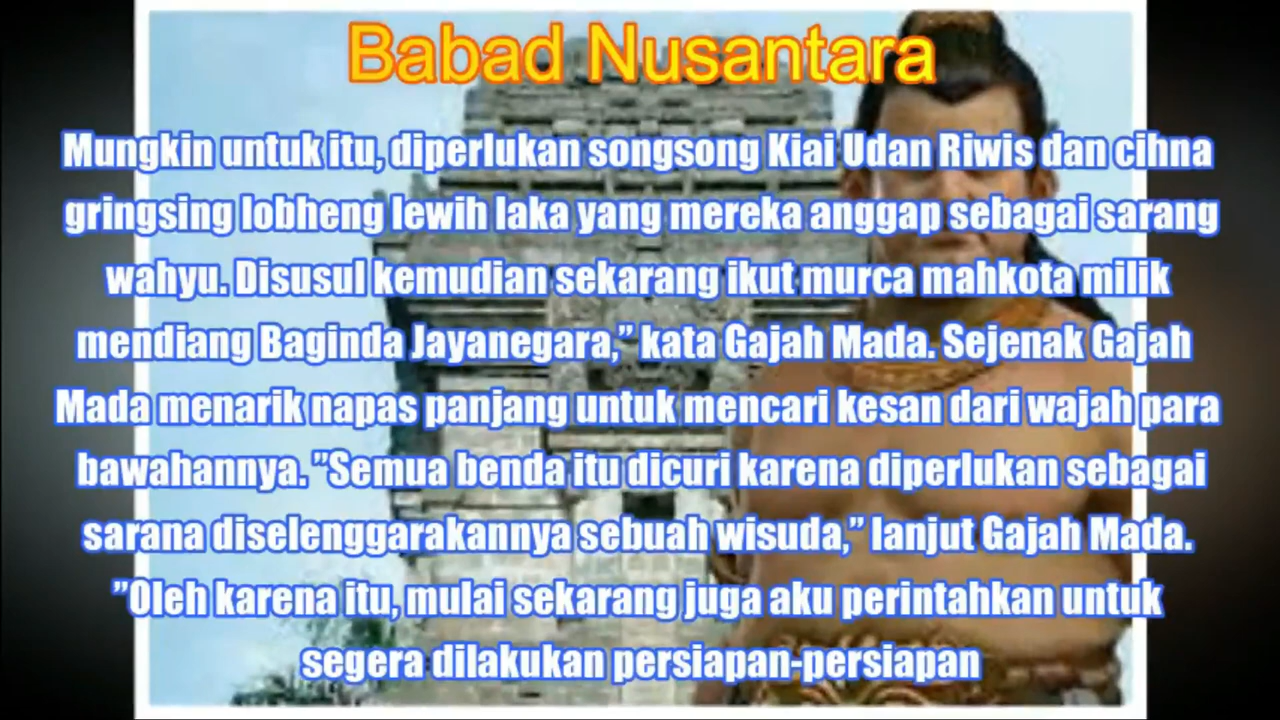 Babad Nusantara
Mungkin untuk itu, diperlukan songsong Kiai Udan Riwis dan cihna
gringsing lobheng lewih laka yang mereka anggap sebagai sarang
wahyu. Disusul kemudian sekarang ikut murca mahkota milik
mendiang Baginda Jayanegara,” kata Gajah Mada. Sejenak Gajah
Mada menarik napas panjang untuk mencari kesan dari wajah para
bawahannya. ”Semua benda itu dicuri karena diperlukan sebagai
sarana diselenggarakannya sebuah wisuda,” lanjut Gajah Mada.
”Oleh karena itu, mulai sekarang juga aku perintahkan untuk
segera dilakukan persiapan-persiapan